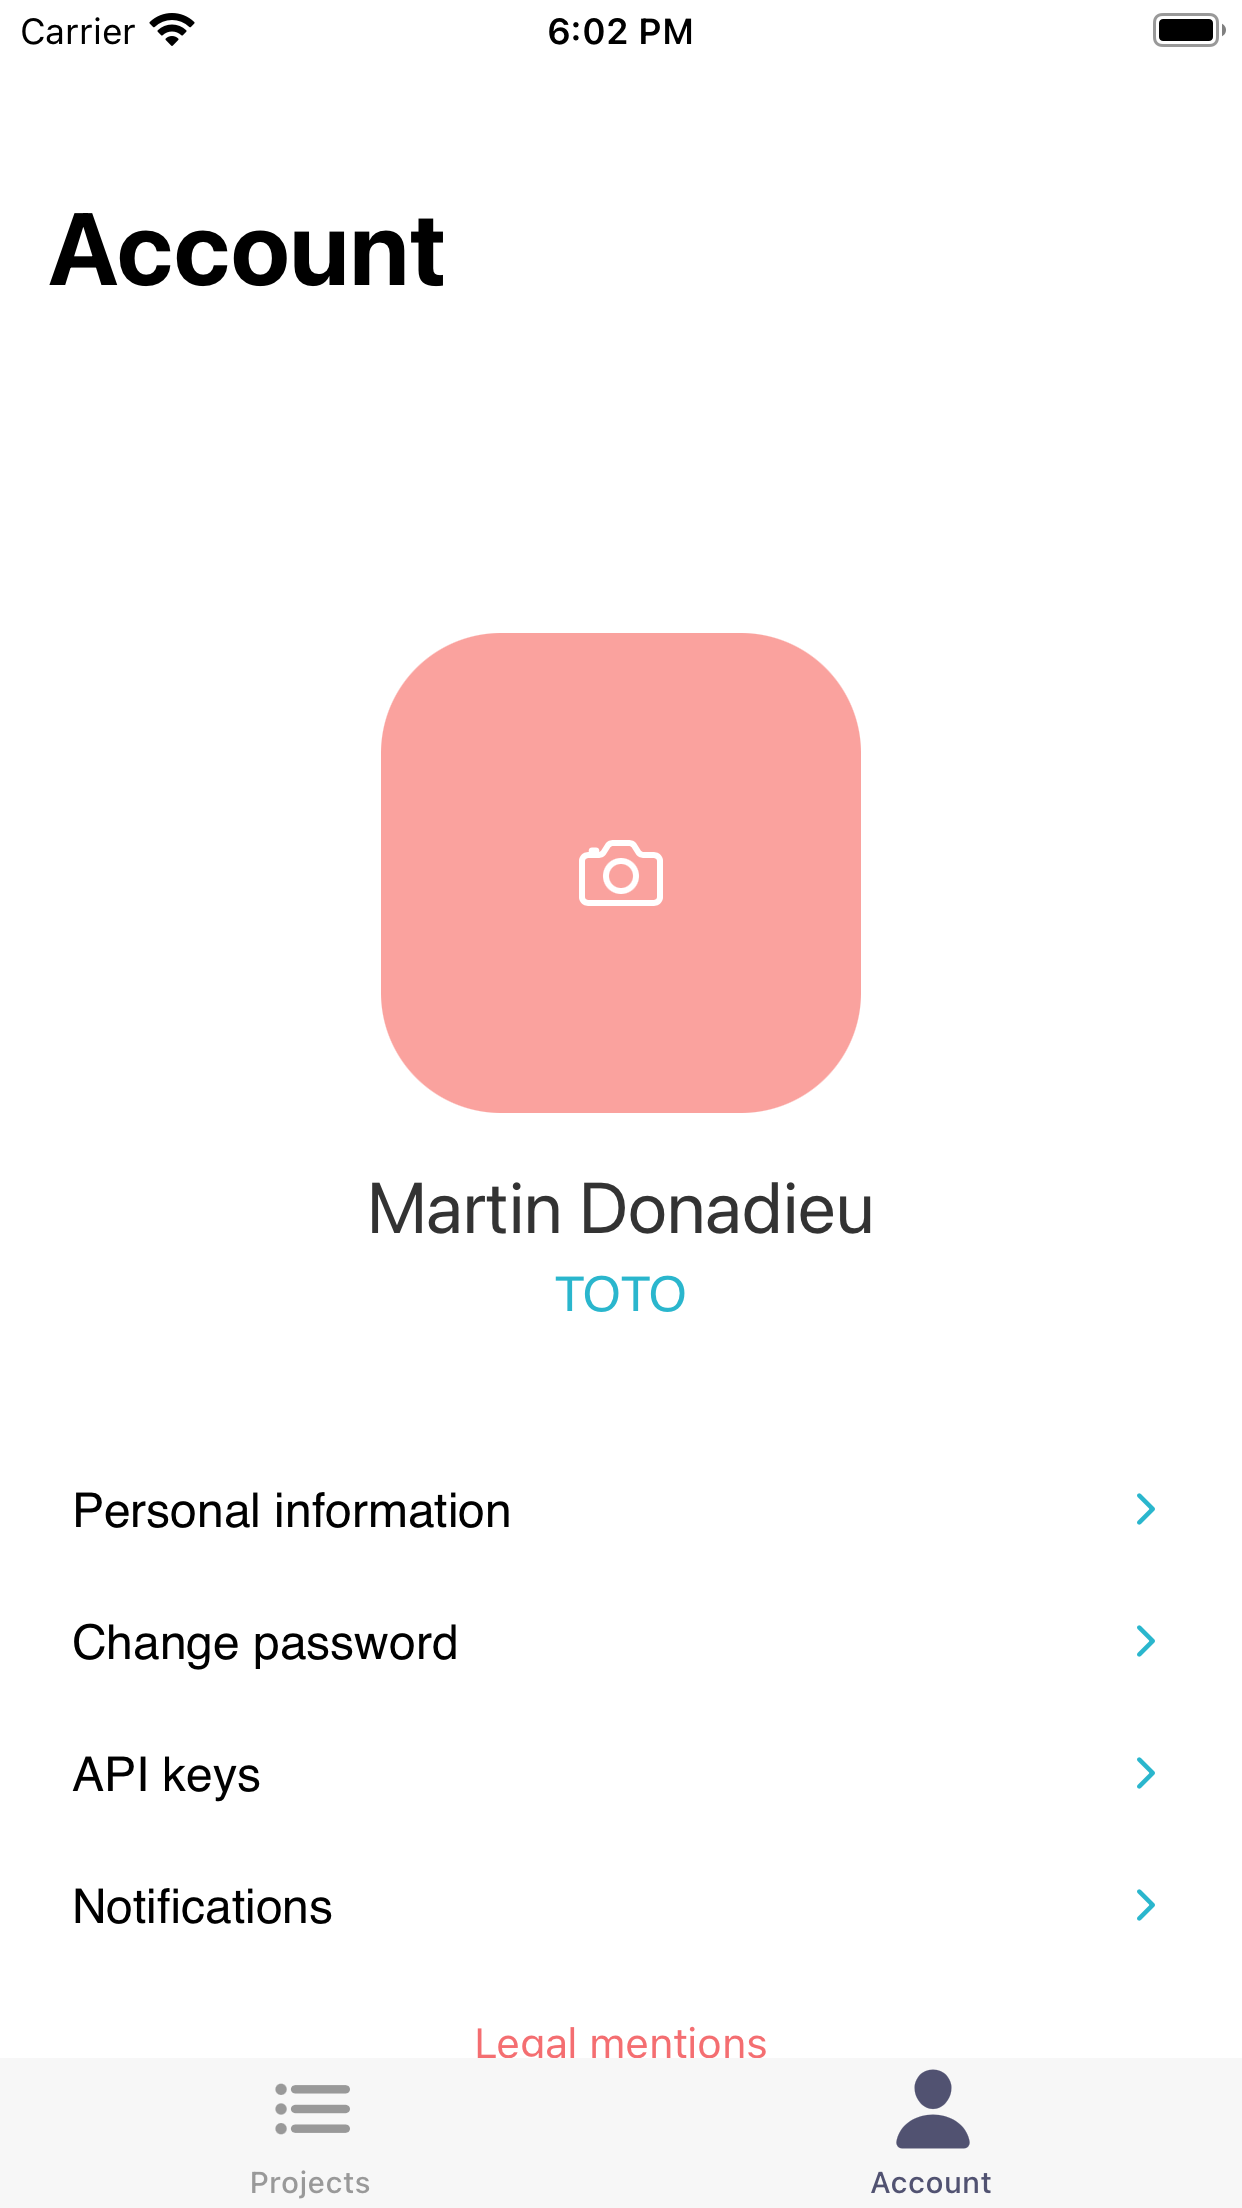 Carrier 6:02 PM
Account
Martin Donadieu
TOTO
Personal information
Change password
API keys
Notifications
Legal mentions
Projects Account